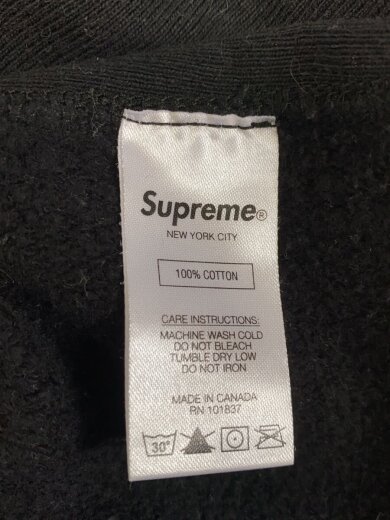 Supreme®
NEW YORK CITY
100% COTTON
CARE INSTRUCTIONS:
MACHINE WASH COLD
DO NOT BLEACH
TUMBLE DRY LOW
DO NOT IRON
MADE IN CANADA
RN 101837
30°